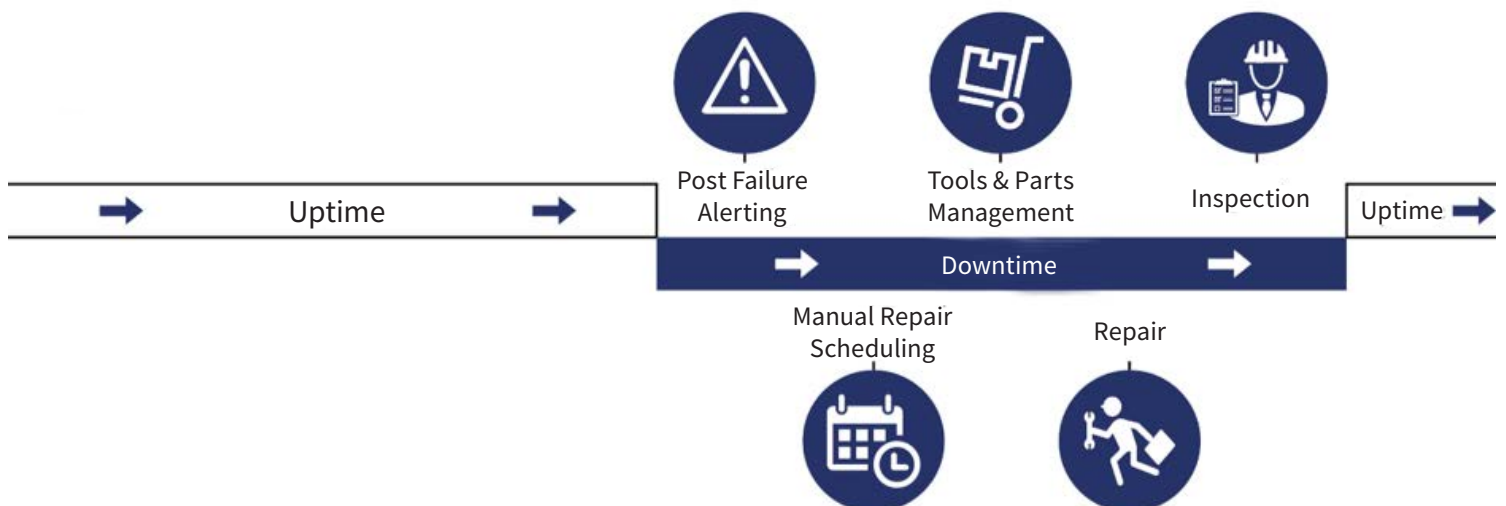 Post Failure
Alerting
Tools & Parts
Management
Inspection
Uptime
Uptime
Downtime
Manual Repair
Scheduling
Repair